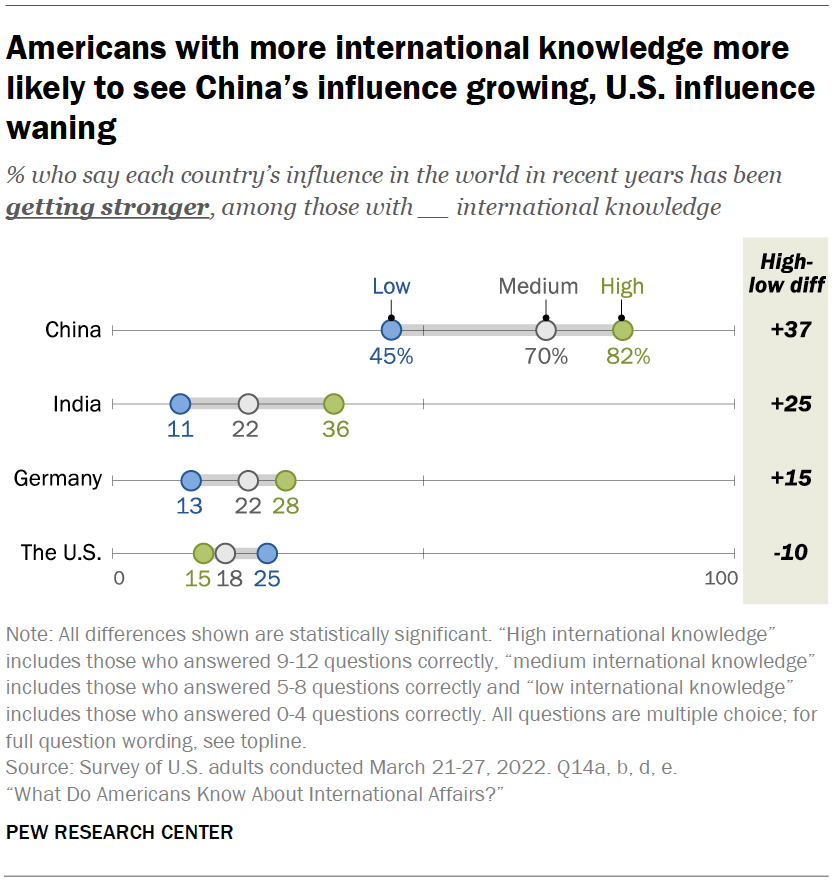 Americans with more international knowledge more
likely to see China’s influence growing, U.S. influence
waning
% who say each country’s influence in the world in recent years has been
getting stronger, among those with __ international knowledge
High-
low diff
Low Medium High
China +37
45% 70% 82%
India +25
11 22 36
Germany +15
13 22 28
The U.S. -10
0 15 18 25 100
Note: All differences shown are statistically significant. “High international knowledge”
includes those who answered 9-12 questions correctly, “medium international knowledge”
includes those who answered 5-8 questions correctly and “low international knowledge”
includes those who answered 0-4 questions correctly. All questions are multiple choice; for
full question wording, see topline.
Source: Survey of U.S. adults conducted March 21-27, 2022. Q14a, b, d, e.
“What Do Americans Know About International Affairs?”
PEW RESEARCH CENTER